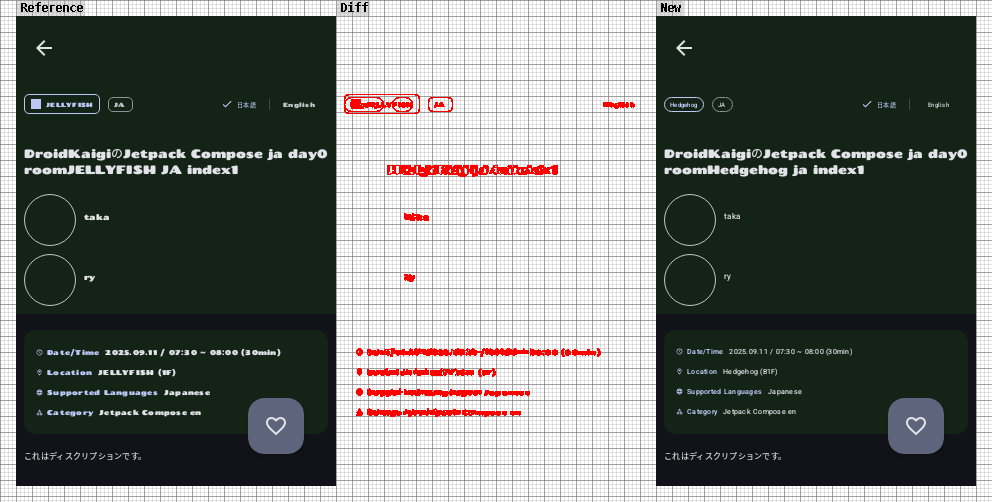 Reference
Diff
New
JELLYFISH
JA
日本語
English
DroidKaigiのJetpack Compose ja day0
roomJELLYFISH JA index1
taka
ry
Date/Time 2025.09.11 / 07:30 ~ 08:00 (30min)
Location JELLYFISH (1F)
Supported Languages Japanese
Category Jetpack Compose en
これはディスクリプションです。
Hedgehog
JA
日本語
English
DroidKaigiのJetpack Compose ja day0
roomHedgehog ja index1
taka
ry
Date/Time 2025.09.11 / 07:30 ~ 08:00 (30min)
Location Hedgehog (B1F)
Supported Languages Japanese
Category Jetpack Compose en
これはディスクリプションです。